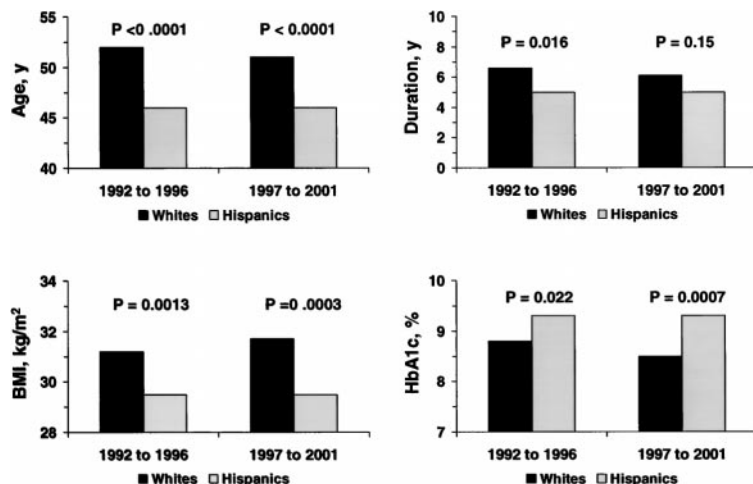 Age, y
55
50
45
40
P <0 .0001
P < 0.0001
1992 to 1996
1997 to 2001
Whites
Hispanics
Duration, y
10
8
6
4
2
0
P = 0.016
P = 0.15
1992 to 1996
1997 to 2001
Whites
Hispanics
BMI, kg/m²
34
32
30
28
P = 0.0013
P =0 .0003
1992 to 1996
1997 to 2001
Whites
Hispanics
HbA1c, %
10
9
8
7
P = 0.022
P = 0.0007
1992 to 1996
1997 to 2001
Whites
Hispanics